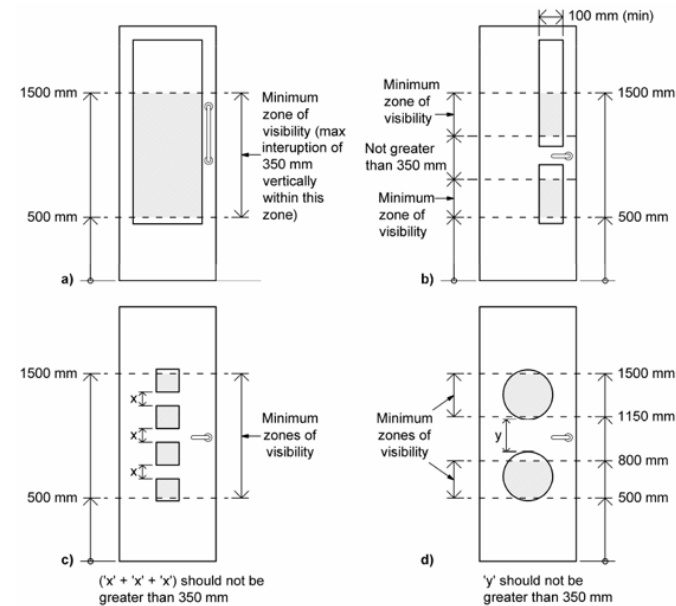 1500 mm
Minimum
zone of
visibility (max
interuption of
350 mm
vertically
within this
zone)
500 mm
a)
100 mm (min)
Minimum
zone of
visibility
1500 mm
Not greater
than 350 mm
Minimum
zone of
visibility
500 mm
b)
1500 mm
x
x
x
Minimum
zones of
visibility
500 mm
c)
('x' + 'x' + 'x') should not be
greater than 350 mm
1500 mm
1150 mm
Minimum
zones of
visibility
y
800 mm
500 mm
d)
'y' should not be
greater than 350 mm